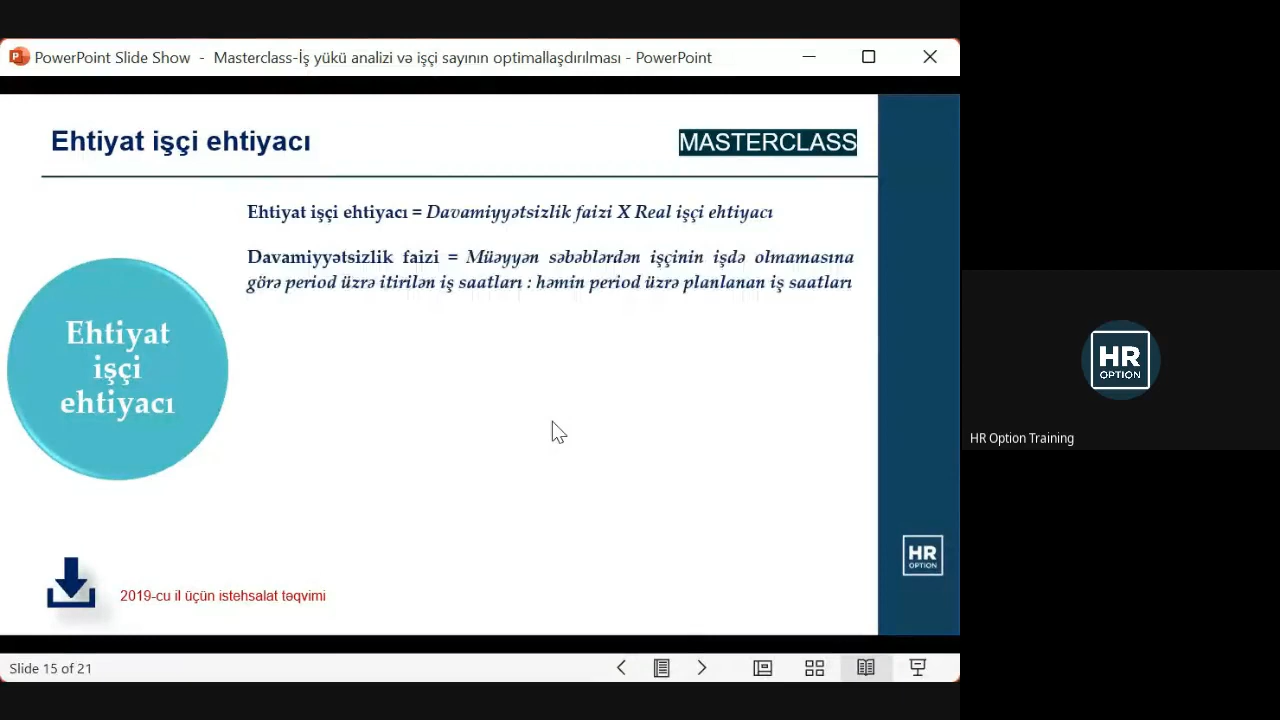 PowerPoint Slide Show - Masterclass-İş yükü analizi və işçi sayının optimallaşdırılması - PowerPoint
Ehtiyat işçi ehtiyacı
MASTERCLASS
Ehtiyat işçi ehtiyacı = Davamiyyətsizlik faizi X Real işçi ehtiyacı
Davamiyyətsizlik faizi = Müəyyən səbəblərdən işçinin işdə olmamasına
görə period üzrə itirilən iş saatları : həmin period üzrə planlanan iş saatları
Ehtiyat
işçi
ehtiyacı
HR
OPTION
HR Option Training
HR
OPTION
2019-cu il üçün istehsalat təqvimi
Slide 15 of 21